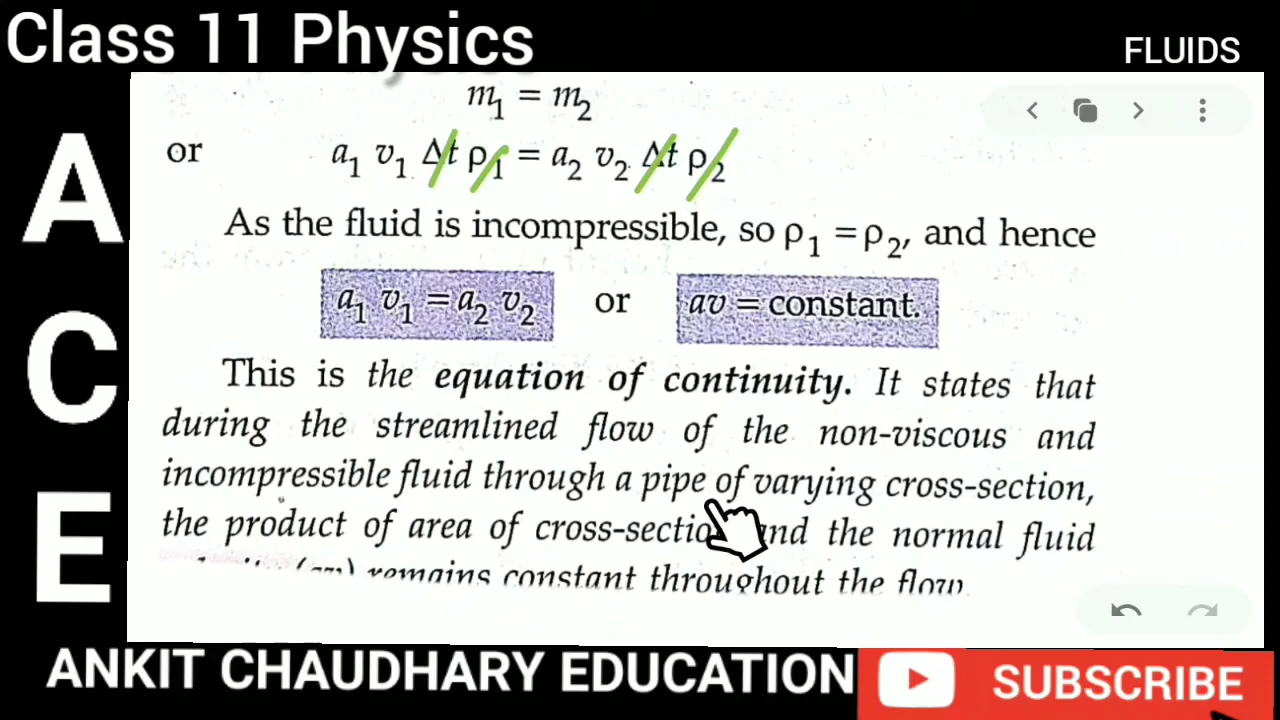 Class 11 Physics
FLUIDS
m₁ = m₂
or a₁ v₁ Δt ρ₁ = a₂ v₂ Δt ρ₂
As the fluid is incompressible, so ρ₁ = ρ₂, and hence
a₁ v₁ = a₂ v₂ or av = constant.
This is the equation of continuity. It states that
during the streamlined flow of the non-viscous and
incompressible fluid through a pipe of varying cross-section,
the product of area of cross-section and the normal fluid
(av) remains constant throughout the flow
A
C
E
ANKIT CHAUDHARY EDUCATION
SUBSCRIBE